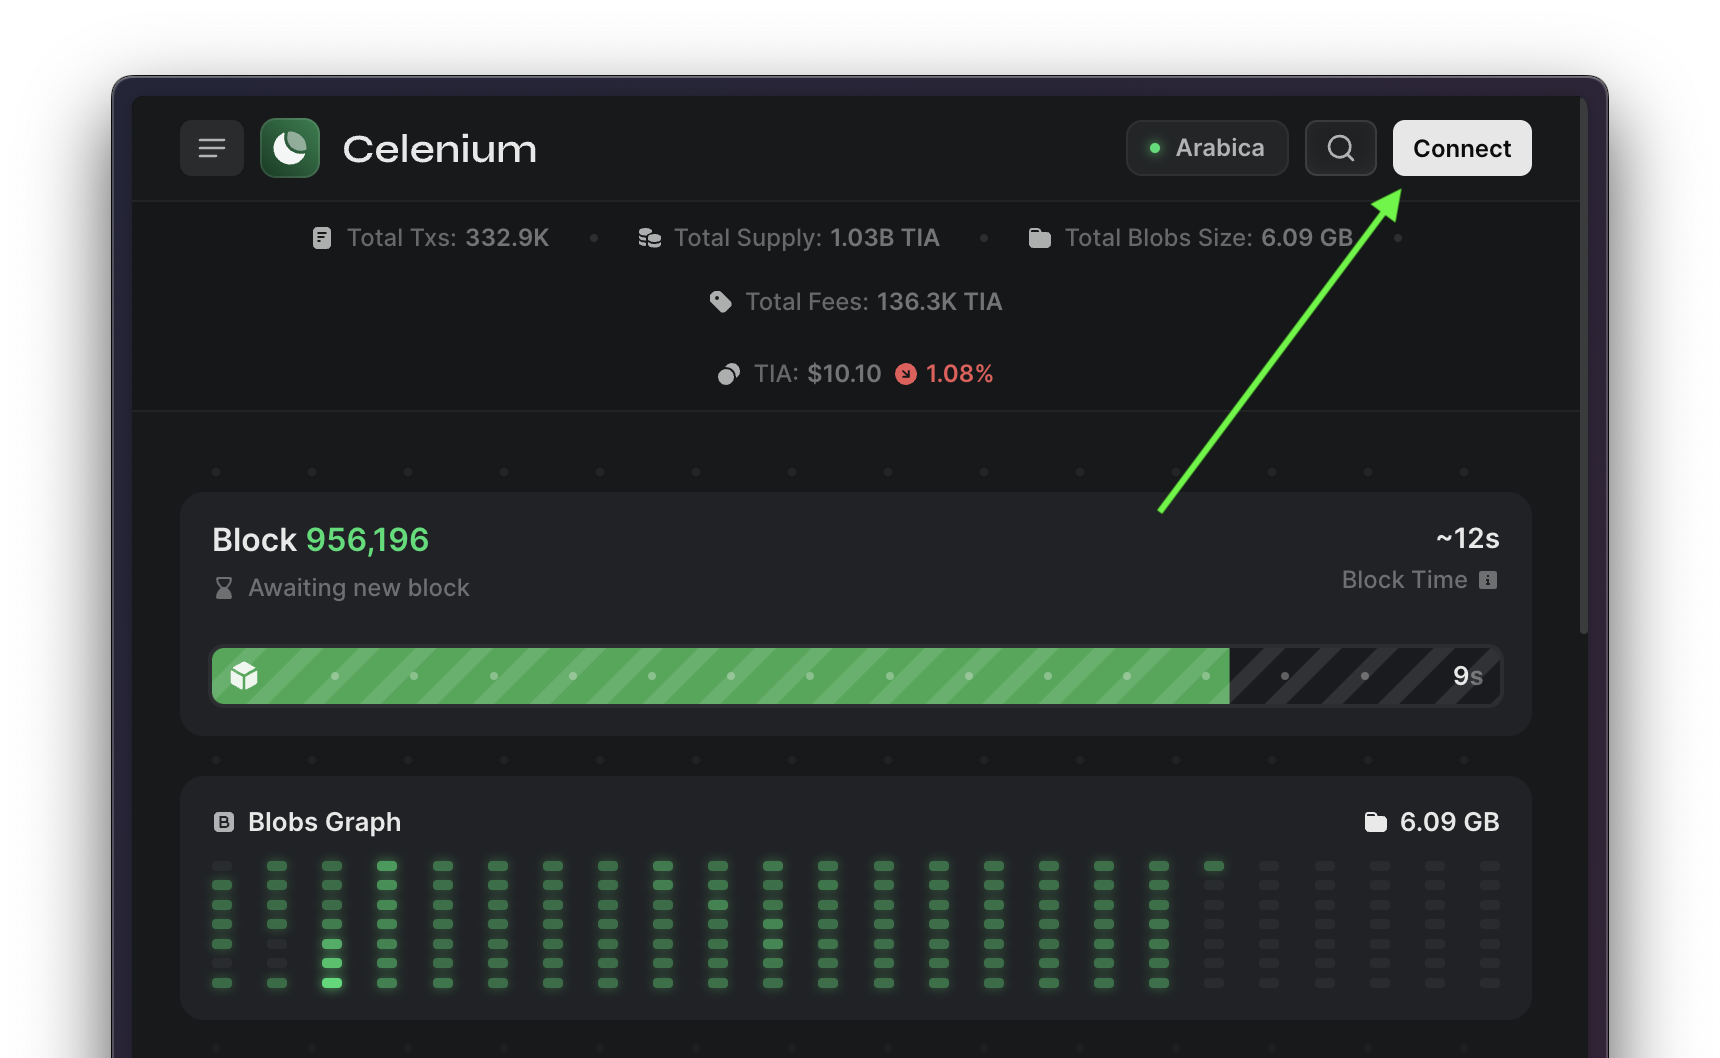 Celenium
Arabica
Connect
Total Txs: 332.9K
Total Supply: 1.03B TIA
Total Blobs Size: 6.09 GB
Total Fees: 136.3K TIA
TIA: $10.10 1.08%
Block 956,196
~12s
Awaiting new block
Block Time
9s
B Blobs Graph
6.09 GB